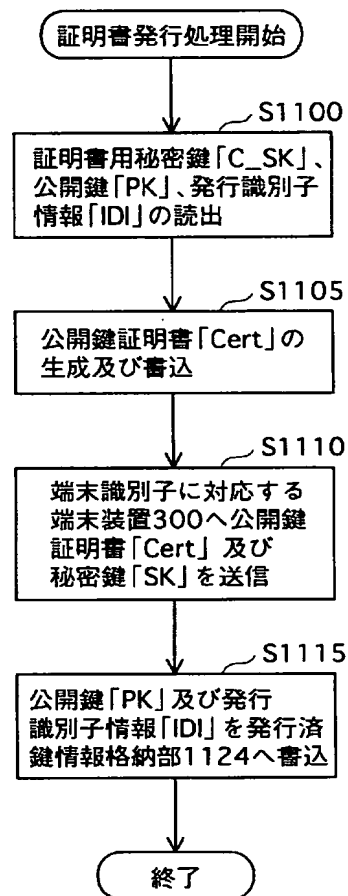 証明書発行処理開始
S1100
証明書用秘密鍵「C_SK」、
公開鍵「PK」、発行識別子
情報「IDI」の読出
S1105
公開鍵証明書「Cert」の
生成及び書込
S1110
端末識別子に対応する
端末装置300へ公開鍵
証明書「Cert」及び
秘密鍵「SK」を送信
S1115
公開鍵「PK」及び発行
識別子情報「IDI」を発行済
鍵情報格納部1124へ書込
終了